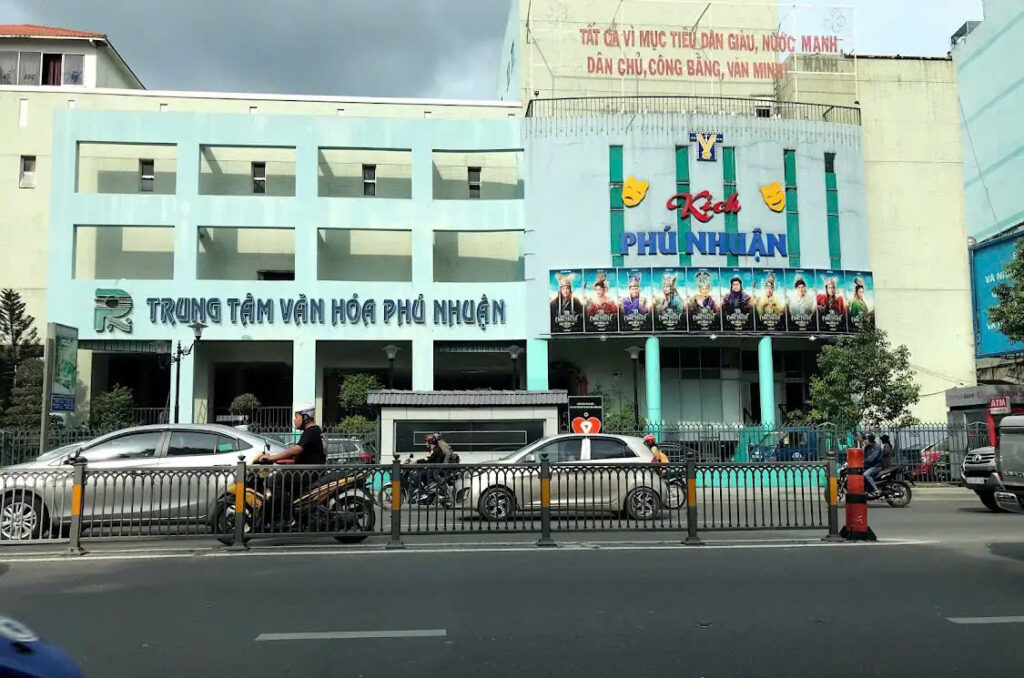 TẤT CẢ VÌ MỤC TIÊU DÂN GIÀU, NƯỚC MẠNH
DÂN CHỦ, CÔNG BẰNG, VĂN MINH
Kịch
PHÚ NHUẬN
TRUNG TÂM VĂN HÓA PHÚ NHUẬN
ATM